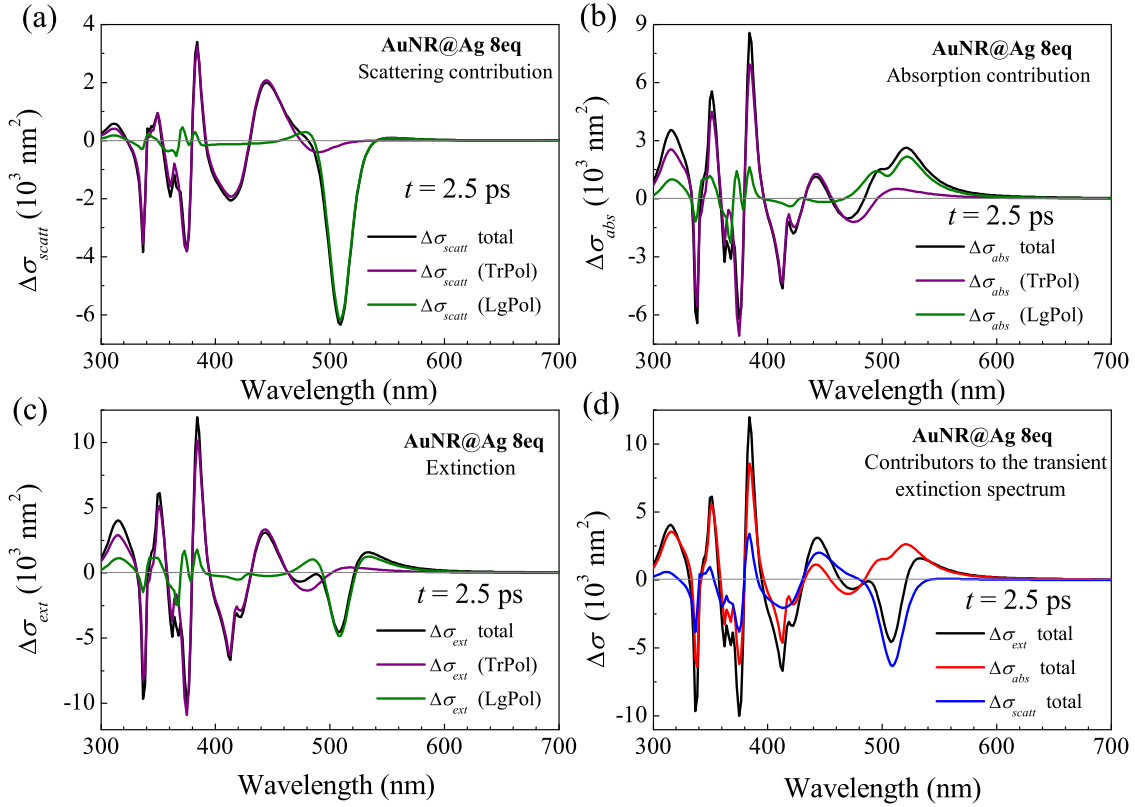 (a)
4
2
0
-2
-4
-6
Δσscatt (10³ nm²)
AuNR@Ag 8eq
Scattering contribution
t = 2.5 ps
Δσscatt total
Δσscatt (TrPol)
Δσscatt (LgPol)
300 400 500 600 700
Wavelength (nm)
(b)
9
6
3
0
-3
-6
Δσabs (10³ nm²)
AuNR@Ag 8eq
Absorption contribution
t = 2.5 ps
Δσabs total
Δσabs (TrPol)
Δσabs (LgPol)
300 400 500 600 700
Wavelength (nm)
(c)
10
5
0
-5
-10
Δσext (10³ nm²)
AuNR@Ag 8eq
Extinction
t = 2.5 ps
Δσext total
Δσext (TrPol)
Δσext (LgPol)
300 400 500 600 700
Wavelength (nm)
(d)
10
5
0
-5
-10
Δσ (10³ nm²)
AuNR@Ag 8eq
Contributors to the transient
extinction spectrum
t = 2.5 ps
Δσext total
Δσabs total
Δσscatt total
300 400 500 600 700
Wavelength (nm)